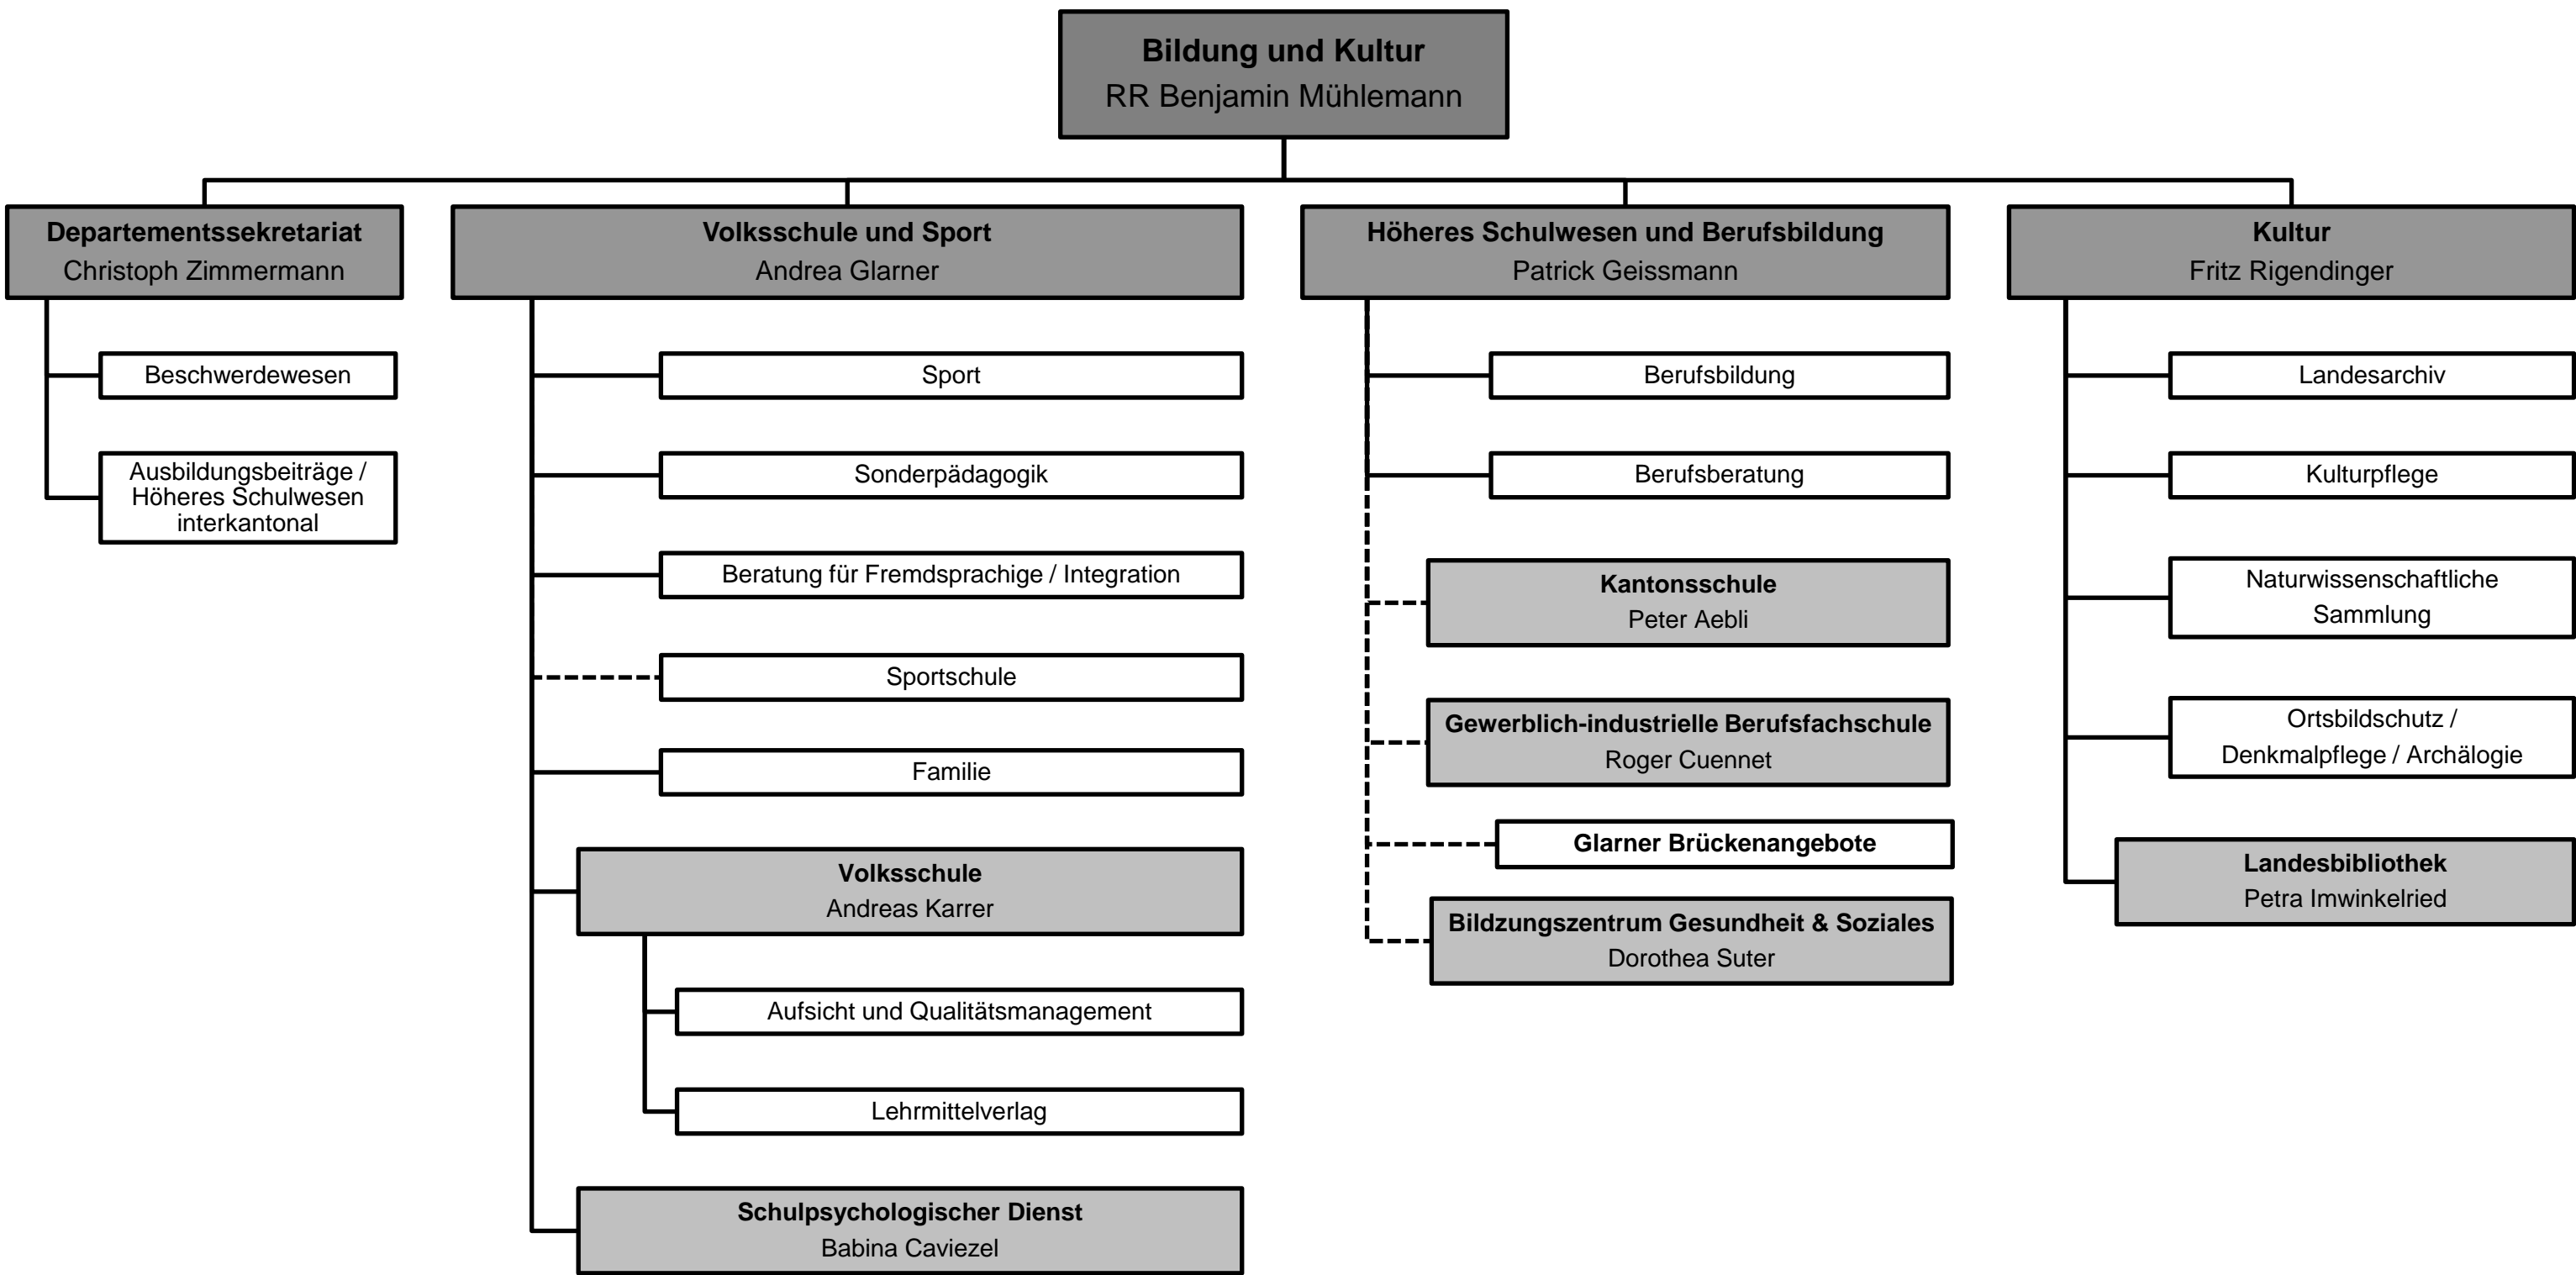 Bildung und Kultur
RR Benjamin Mühlemann
Departementssekretariat
Christoph Zimmermann
Beschwerdewesen
Ausbildungsbeiträge /
Höheres Schulwesen
interkantonal
Volksschule und Sport
Andrea Glarner
Sport
Sonderpädagogik
Beratung für Fremdsprachige / Integration
Sportschule
Familie
Volksschule
Andreas Karrer
Aufsicht und Qualitätsmanagement
Lehrmittelverlag
Schulpsychologischer Dienst
Babina Caviezel
Höheres Schulwesen und Berufsbildung
Patrick Geissmann
Berufsbildung
Berufsberatung
Kantonsschule
Peter Aebli
Gewerblich-industrielle Berufsfachschule
Roger Cuennet
Glarner Brückenangebote
Bildzungszentrum Gesundheit & Soziales
Dorothea Suter
Kultur
Fritz Rigendinger
Landesarchiv
Kulturpflege
Naturwissenschaftliche
Sammlung
Ortsbildschutz /
Denkmalpflege / Archälogie
Landesbibliothek
Petra Imwinkelried